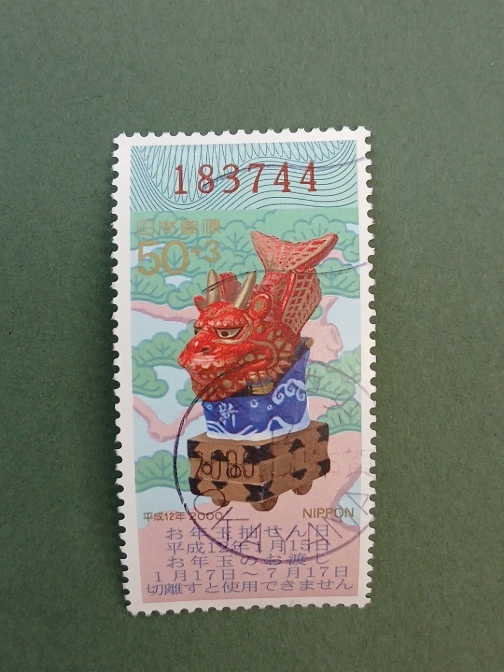 183744
日本郵便
50+3
平成12年 2000
NIPPON
お年玉抽せん日
平成12年1月15日
お年玉のお渡し
1月17日～7月17日
切離すと使用できません